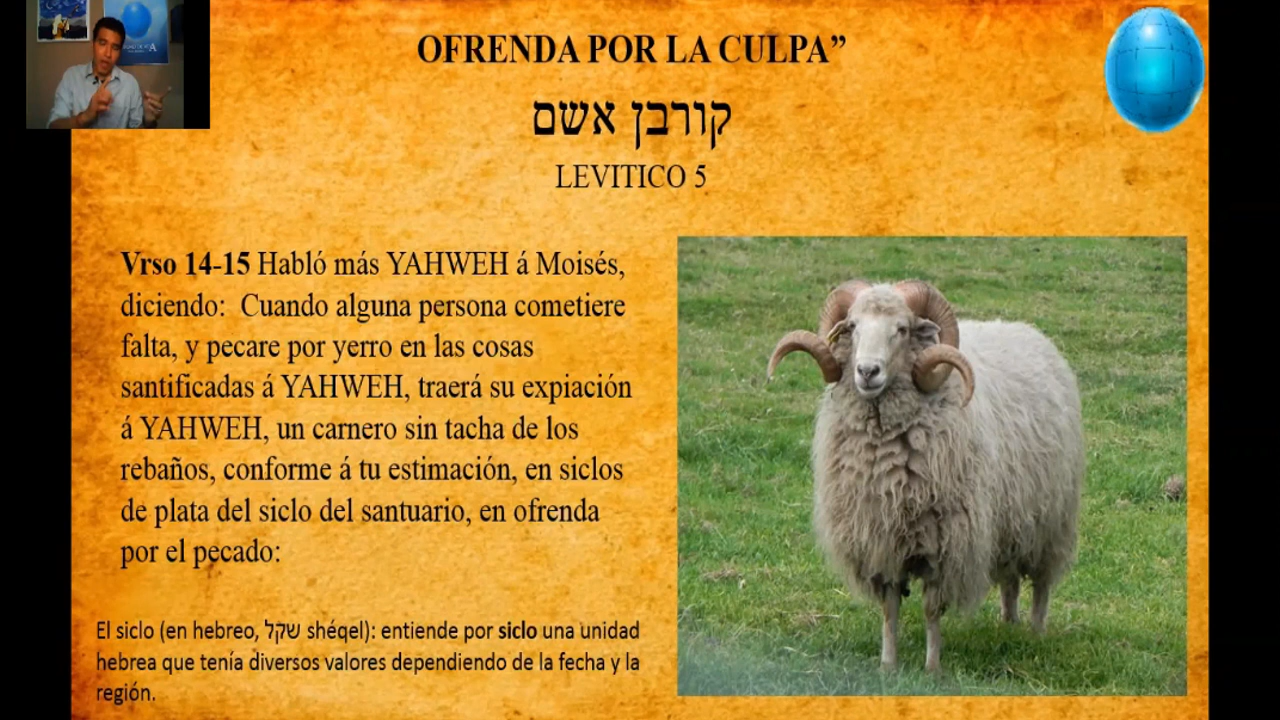 OFRENDA POR LA CULPA”
קורבן אשם
LEVITICO 5
Vrso 14-15 Habló más YAHWEH á Moisés,
diciendo:  Cuando alguna persona cometiere
falta, y pecare por yerro en las cosas
santificadas á YAHWEH, traerá su expiación
á YAHWEH, un carnero sin tacha de los
rebaños, conforme á tu estimación, en siclos
de plata del siclo del santuario, en ofrenda
por el pecado:
El siclo (en hebreo, שקל shéqel): entiende por siclo una unidad
hebrea que tenía diversos valores dependiendo de la fecha y la
región.